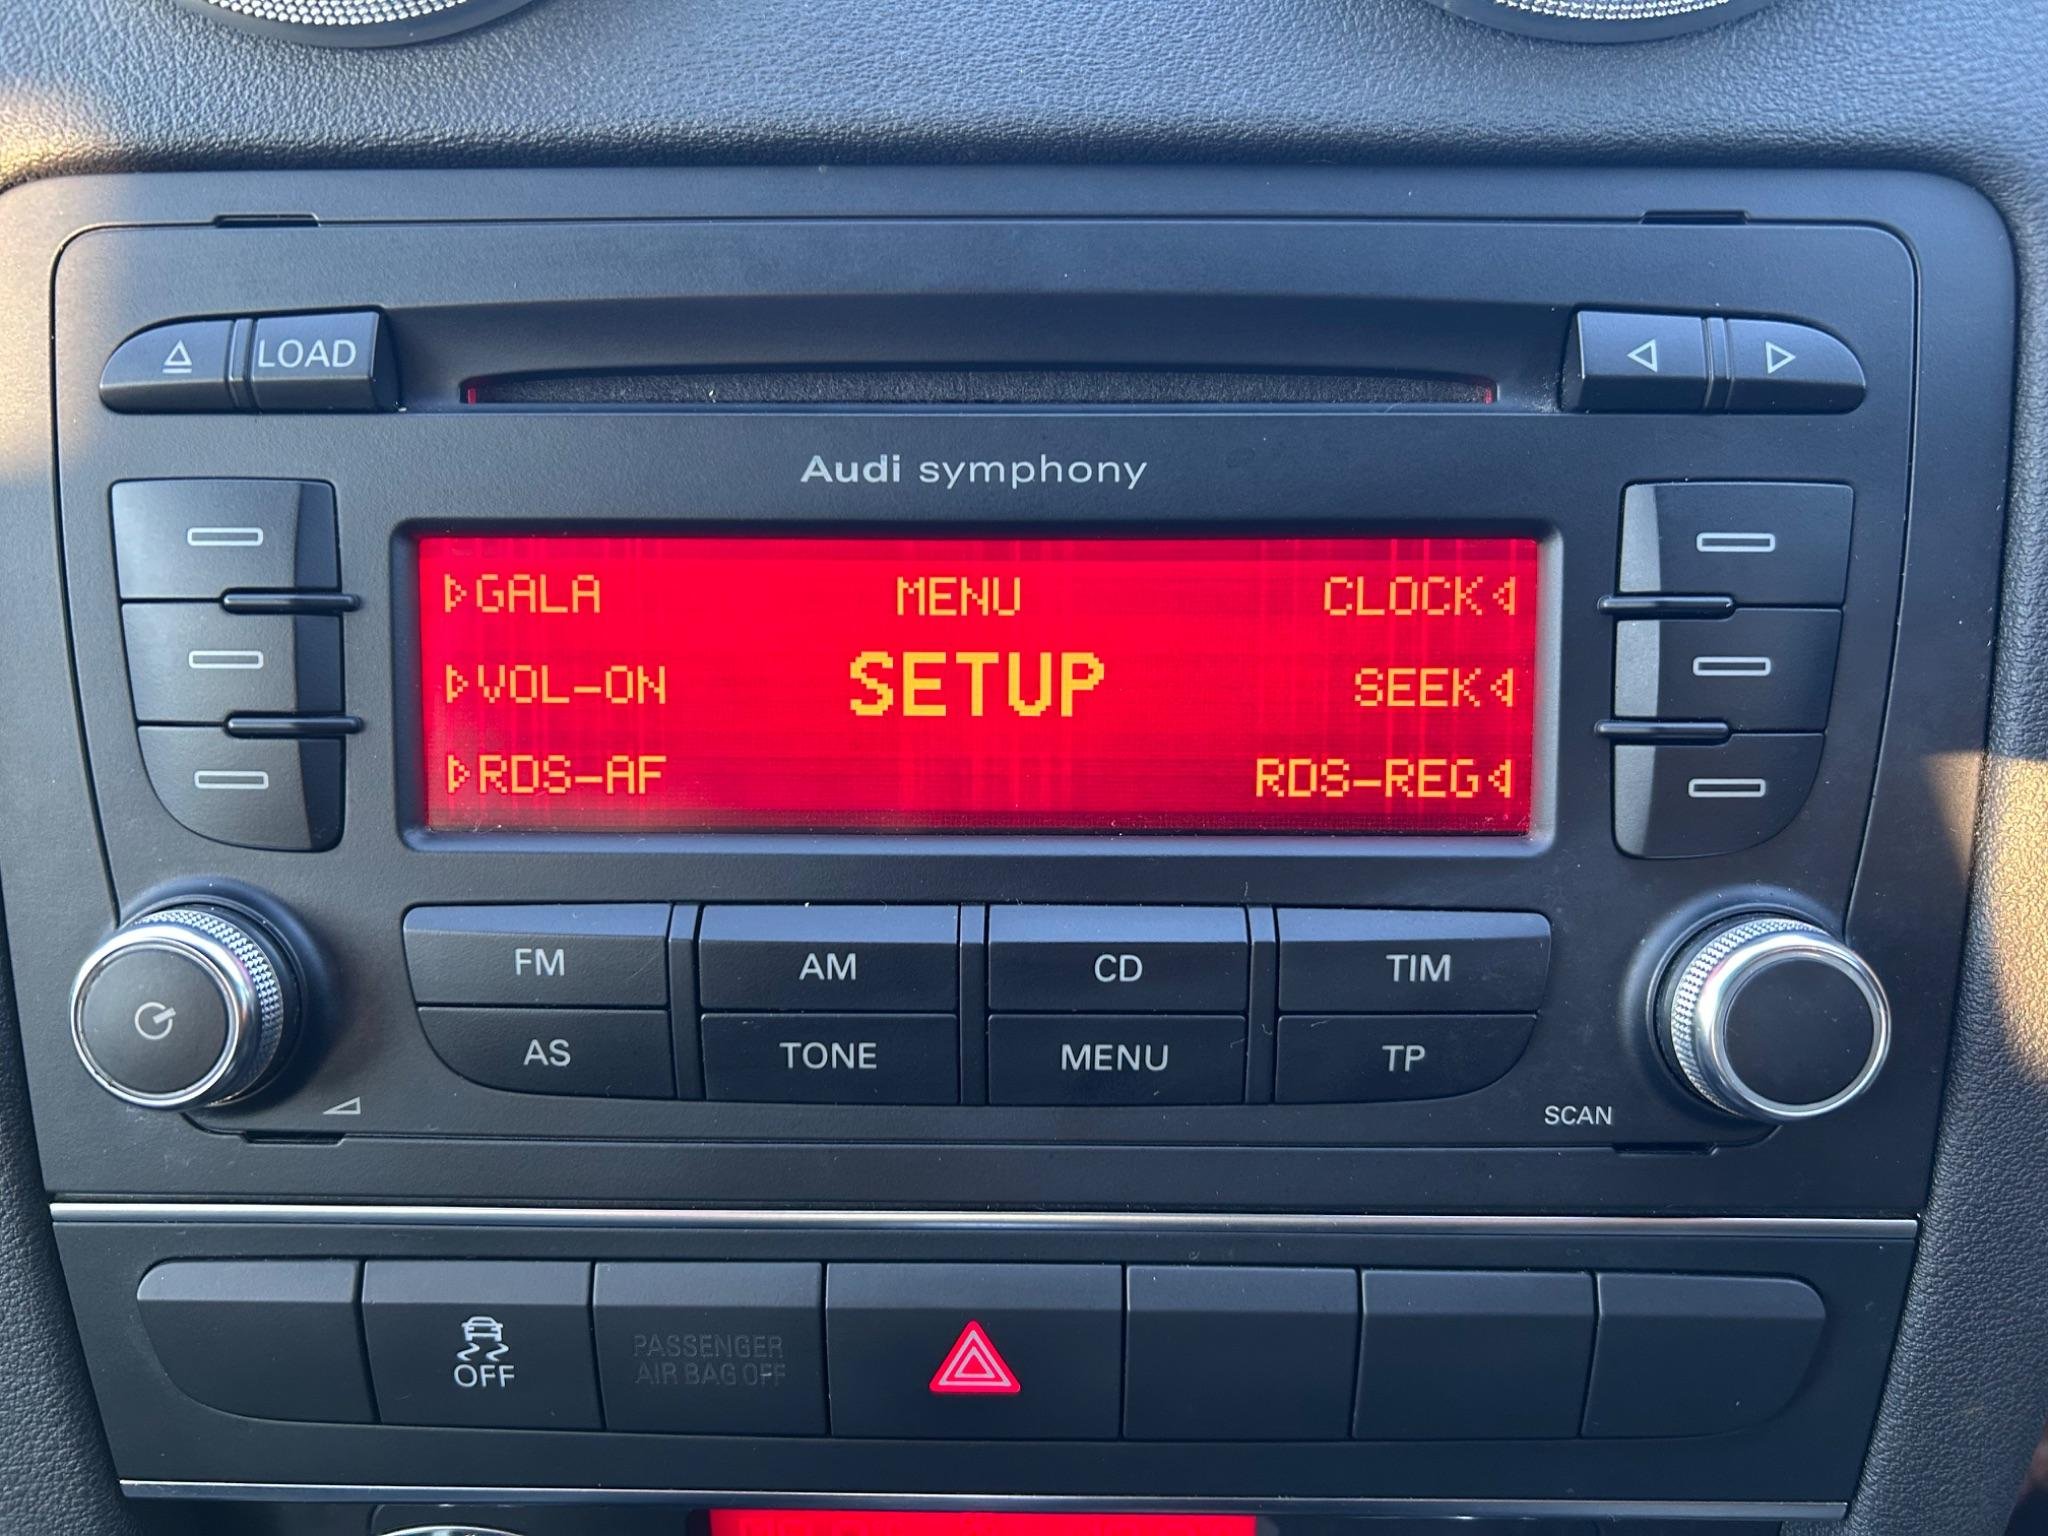 LOAD
Audi symphony
GALA MENU CLOCK
VOL-ON SETUP SEEK
RDS-AF RDS-REG
FM AM CD TIM
AS TONE MENU TP
SCAN
OFF
PASSENGER
AIR BAG OFF